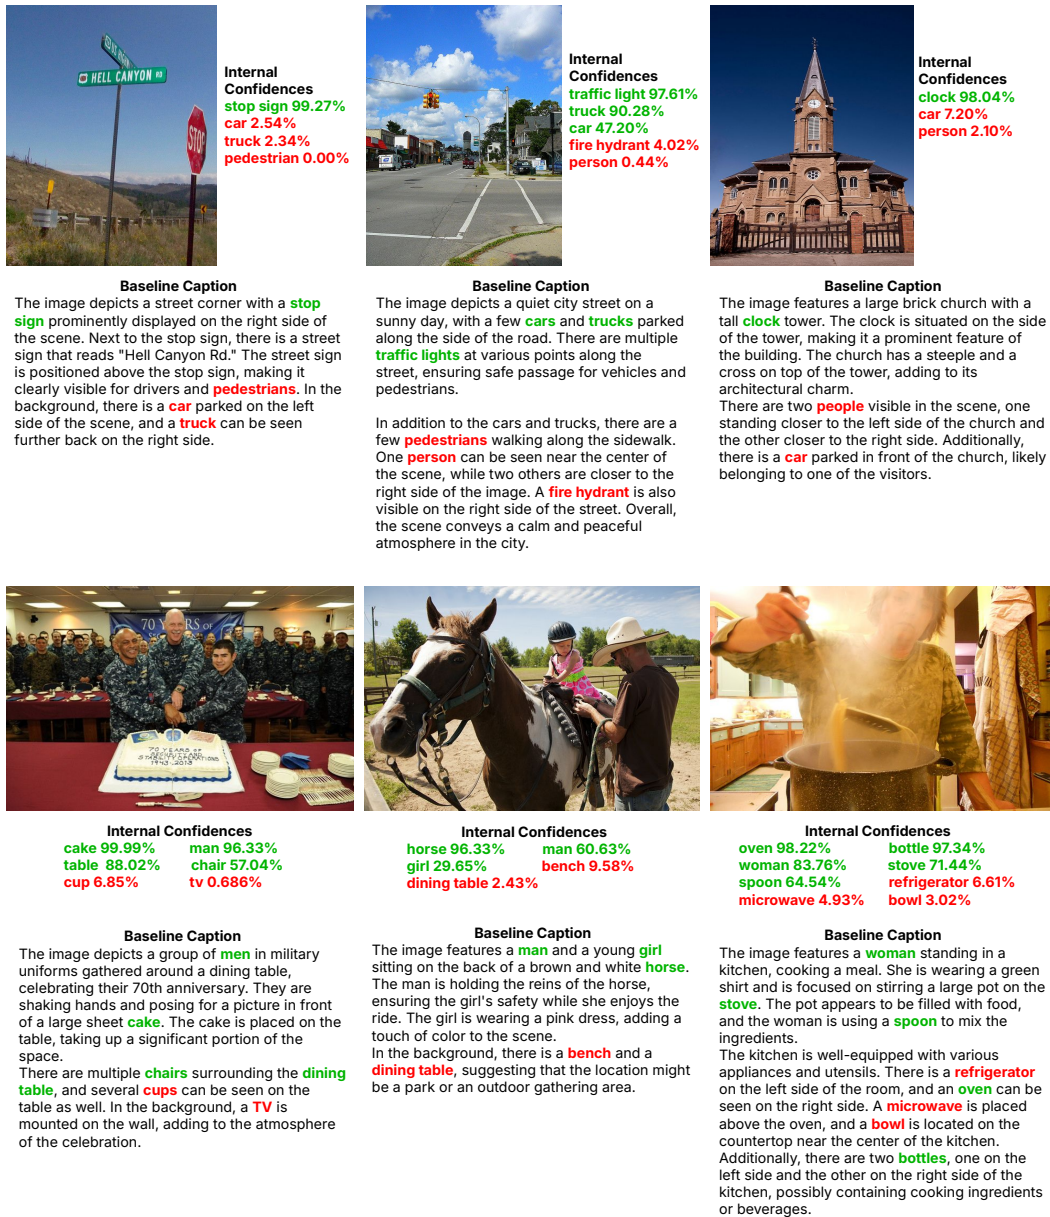 HELL CANYON RD
STOP
Internal
Confidences
stop sign 99.27%
car 2.54%
truck 2.34%
pedestrian 0.00%
Internal
Confidences
traffic light 97.61%
truck 90.28%
car 47.20%
fire hydrant 4.02%
person 0.44%
Internal
Confidences
clock 98.04%
car 7.20%
person 2.10%
Baseline Caption
The image depicts a street corner with a stop
sign prominently displayed on the right side of
the scene. Next to the stop sign, there is a street
sign that reads "Hell Canyon Rd." The street sign
is positioned above the stop sign, making it
clearly visible for drivers and pedestrians. In the
background, there is a car parked on the left
side of the scene, and a truck can be seen
further back on the right side.
Baseline Caption
The image depicts a quiet city street on a
sunny day, with a few cars and trucks parked
along the side of the road. There are multiple
traffic lights at various points along the
street, ensuring safe passage for vehicles and
pedestrians.
In addition to the cars and trucks, there are a
few pedestrians walking along the sidewalk.
One person can be seen near the center of
the scene, while two others are closer to the
right side of the image. A fire hydrant is also
visible on the right side of the street. Overall,
the scene conveys a calm and peaceful
atmosphere in the city.
Baseline Caption
The image features a large brick church with a
tall clock tower. The clock is situated on the side
of the tower, making it a prominent feature of
the building. The church has a steeple and a
cross on top of the tower, adding to its
architectural charm.
There are two people visible in the scene, one
standing closer to the left side of the church and
the other closer to the right side. Additionally,
there is a car parked in front of the church, likely
belonging to one of the visitors.
70 YEARS OF
70 YEARS OF
SECURITY AND
STABILITY OPERATIONS
1943-2013
Internal Confidences
cake 99.99% man 96.33%
table 88.02% chair 57.04%
cup 6.85% tv 0.686%
Internal Confidences
horse 96.33% man 60.63%
girl 29.65% bench 9.58%
dining table 2.43%
Internal Confidences
oven 98.22% bottle 97.34%
woman 83.76% stove 71.44%
spoon 64.54% refrigerator 6.61%
microwave 4.93% bowl 3.02%
Baseline Caption
The image depicts a group of men in military
uniforms gathered around a dining table,
celebrating their 70th anniversary. They are
shaking hands and posing for a picture in front
of a large sheet cake. The cake is placed on the
table, taking up a significant portion of the
space.
There are multiple chairs surrounding the dining
table, and several cups can be seen on the
table as well. In the background, a TV is
mounted on the wall, adding to the atmosphere
of the celebration.
Baseline Caption
The image features a man and a young girl
sitting on the back of a brown and white horse.
The man is holding the reins of the horse,
ensuring the girl's safety while she enjoys the
ride. The girl is wearing a pink dress, adding a
touch of color to the scene.
In the background, there is a bench and a
dining table, suggesting that the location might
be a park or an outdoor gathering area.
Baseline Caption
The image features a woman standing in a
kitchen, cooking a meal. She is wearing a green
shirt and is focused on stirring a large pot on the
stove. The pot appears to be filled with food,
and the woman is using a spoon to mix the
ingredients.
The kitchen is well-equipped with various
appliances and utensils. There is a refrigerator
on the left side of the room, and an oven can be
seen on the right side. A microwave is placed
above the oven, and a bowl is located on the
countertop near the center of the kitchen.
Additionally, there are two bottles, one on the
left side and the other on the right side of the
kitchen, possibly containing cooking ingredients
or beverages.